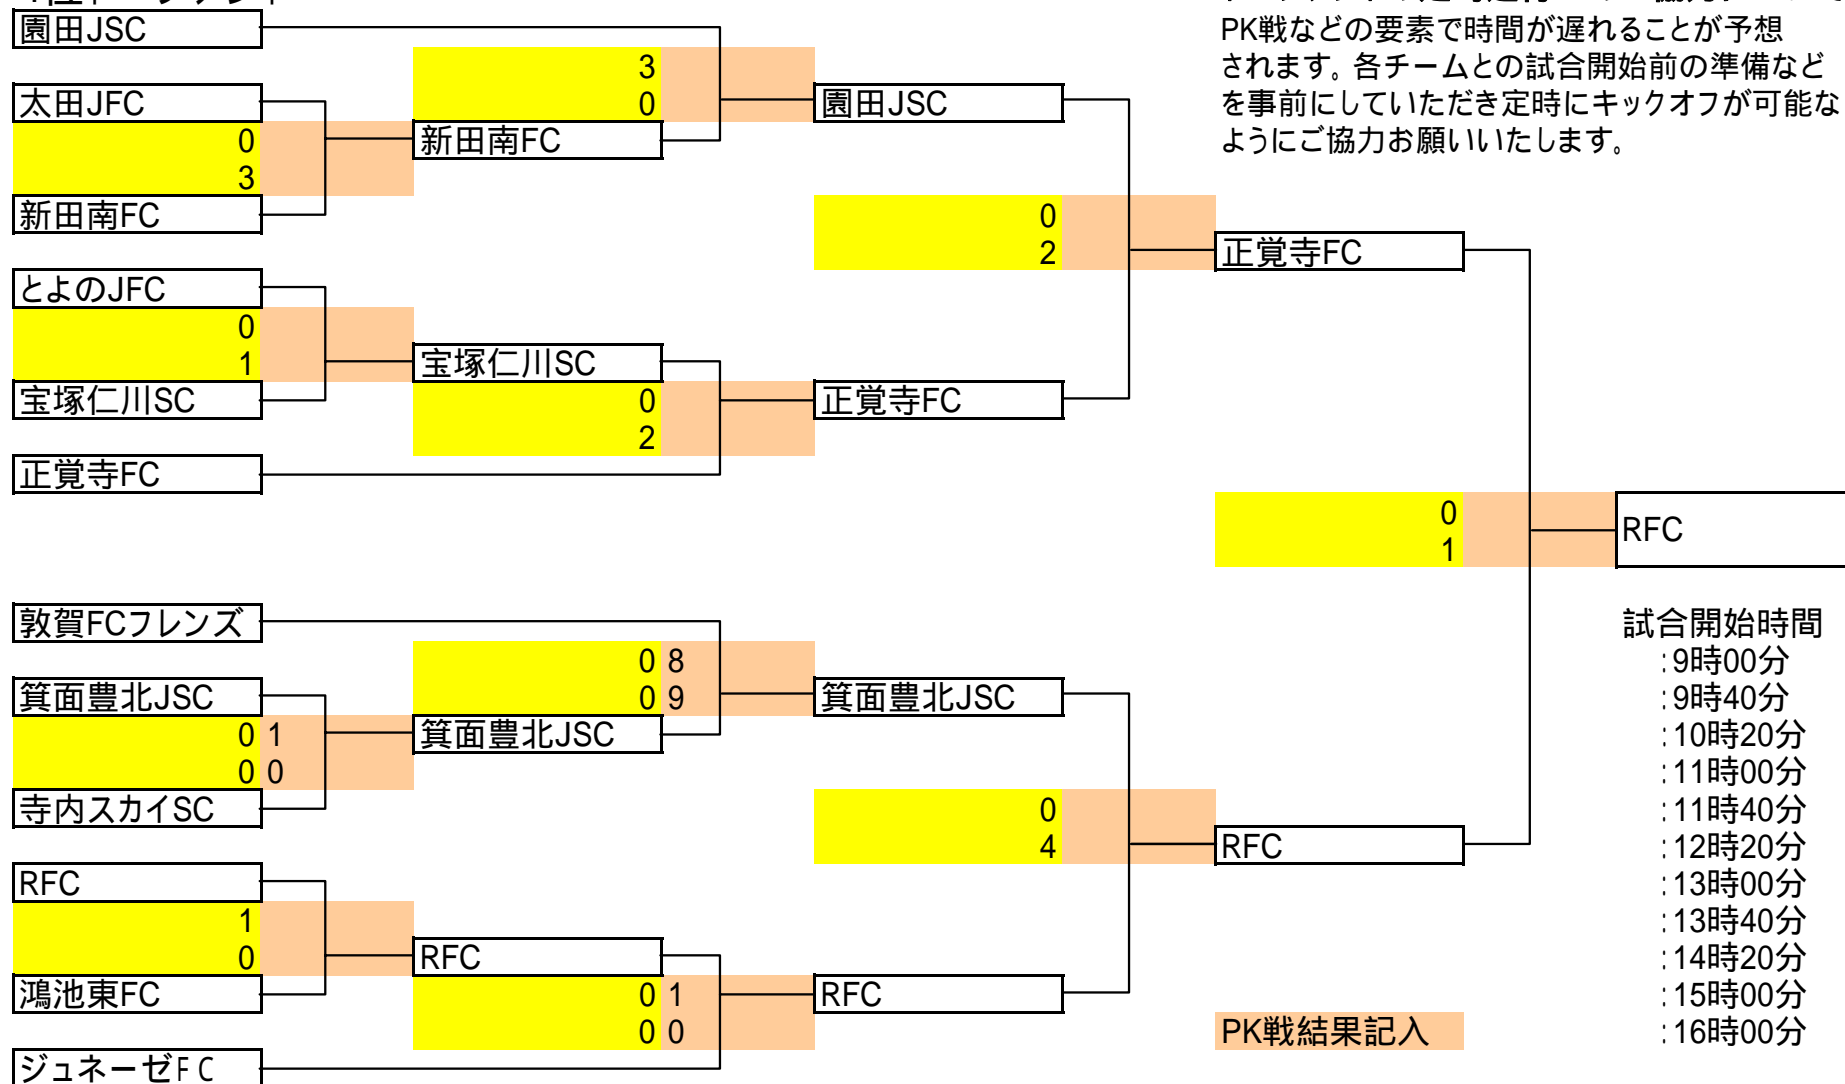 園田JSC
PK戦などの要素で時間が遅れることが予想
3
されます。各チームとの試合開始前の準備など
太田JFC
0
園田JSC
を事前にしていただき定時にキックオフが可能な
0
新田南FC
ようにご協力お願いいたします。
3
新田南FC
0
2
正覚寺FC
とよのJFC
0
1
宝塚仁川SC
宝塚仁川SC
0
正覚寺FC
2
正覚寺FC
0
1
RFC
敦賀FCフレンズ
試合開始時間
0 8
:9時00分
箕面豊北JSC
0 9
箕面豊北JSC
:9時40分
0 1
箕面豊北JSC
:10時20分
0 0
:11時00分
寺内スカイSC
0
:11時40分
4
RFC
:12時20分
RFC
:13時00分
1
:13時40分
0
RFC
:14時20分
鴻池東FC
0 1
RFC
:15時00分
0 0
PK戦結果記入
:16時00分
ジュネーゼFC